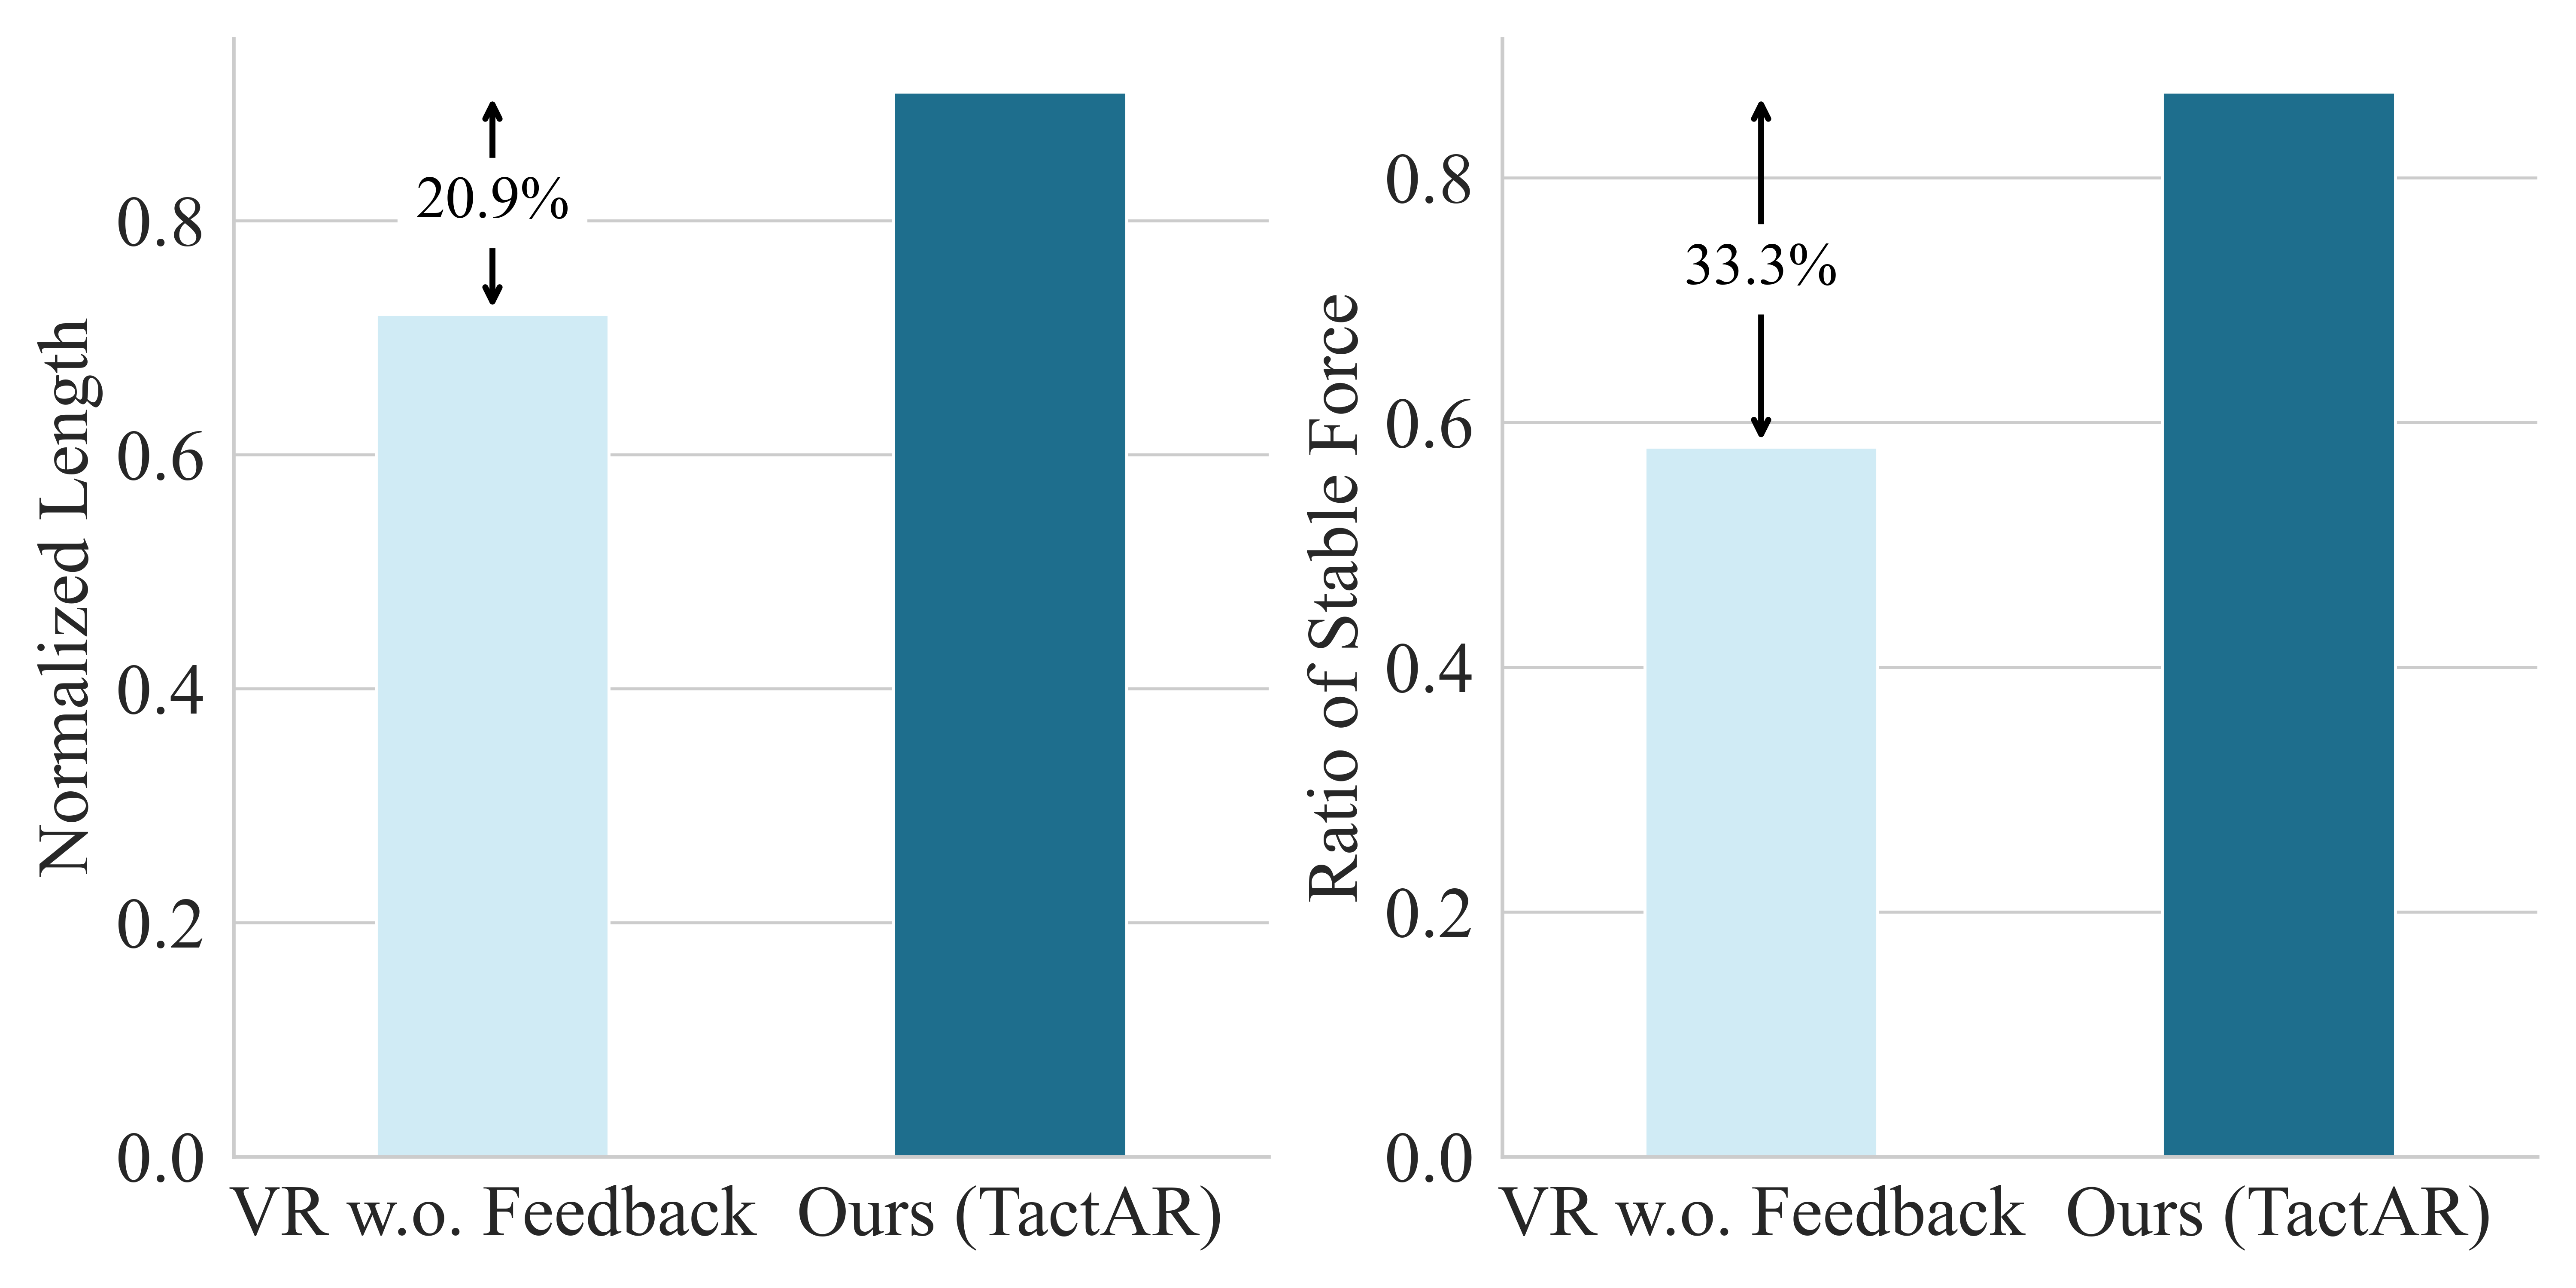 Normalized Length
0.8
0.6
0.4
0.2
0.0
20.9%
VR w.o. Feedback
Ours (TactAR)
Ratio of Stable Force
0.8
0.6
0.4
0.2
0.0
33.3%
VR w.o. Feedback
Ours (TactAR)